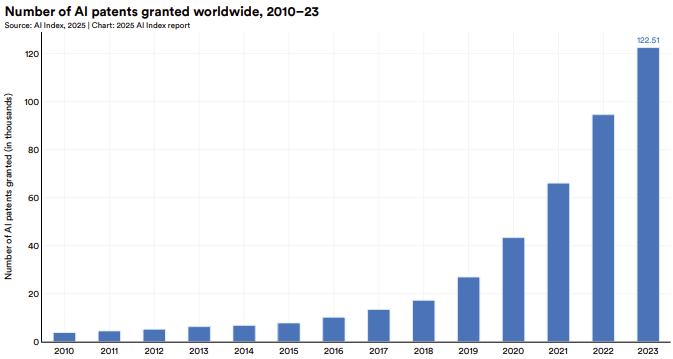 Number of AI patents granted worldwide, 2010–23
Source: AI Index, 2025 | Chart: 2025 AI Index report
122.51
120
100
80
60
40
20
0
Number of AI patents granted (in thousands)
2010 2011 2012 2013 2014 2015 2016 2017 2018 2019 2020 2021 2022 2023